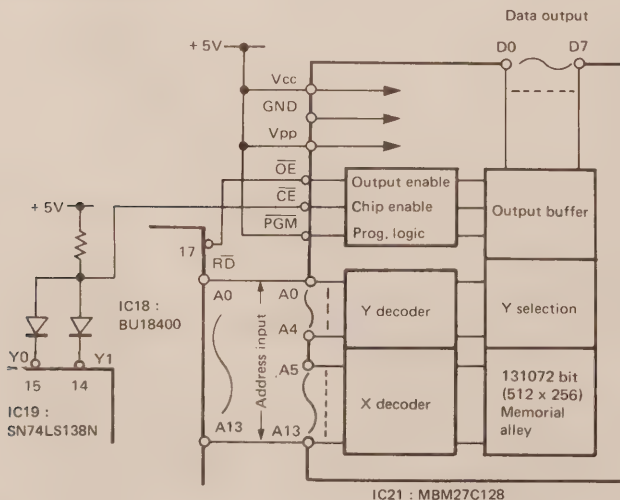 Data output
D0 D7
+ 5V
Vcc
GND
Vpp
OE
CE
PGM
Output enable
Chip enable
Prog. logic
Output buffer
+ 5V
17
RD
IC18 :
BU18400
A0
Address input
A0
A4
A5
A13
A13
Y decoder
X decoder
Y selection
131072 bit
(512 x 256)
Memorial
alley
Y0 Y1
15 14
IC19 :
SN74LS138N
IC21 : MBM27C128